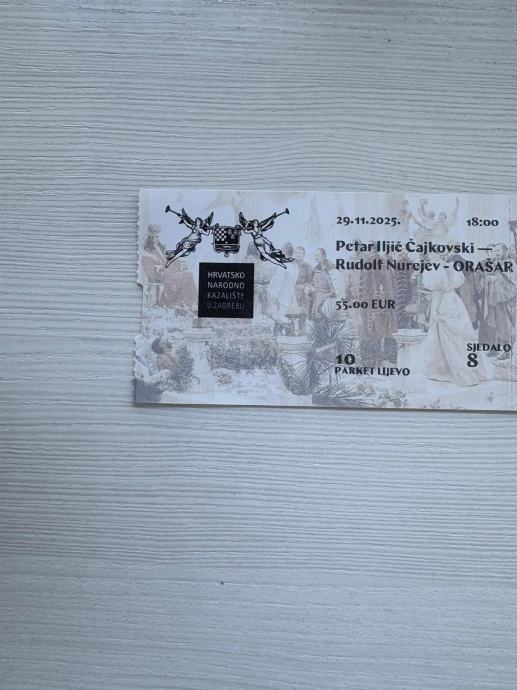 29.11.2025.
18:00
Petar Iljič Čajkovski —
Rudolf Nurejev - ORAŠAR
HRVATSKO
NARODNO
KAZALIŠTE
U ZAGREBU
55.00 EUR
10
PARKET LIJEVO
SJEDALO
8